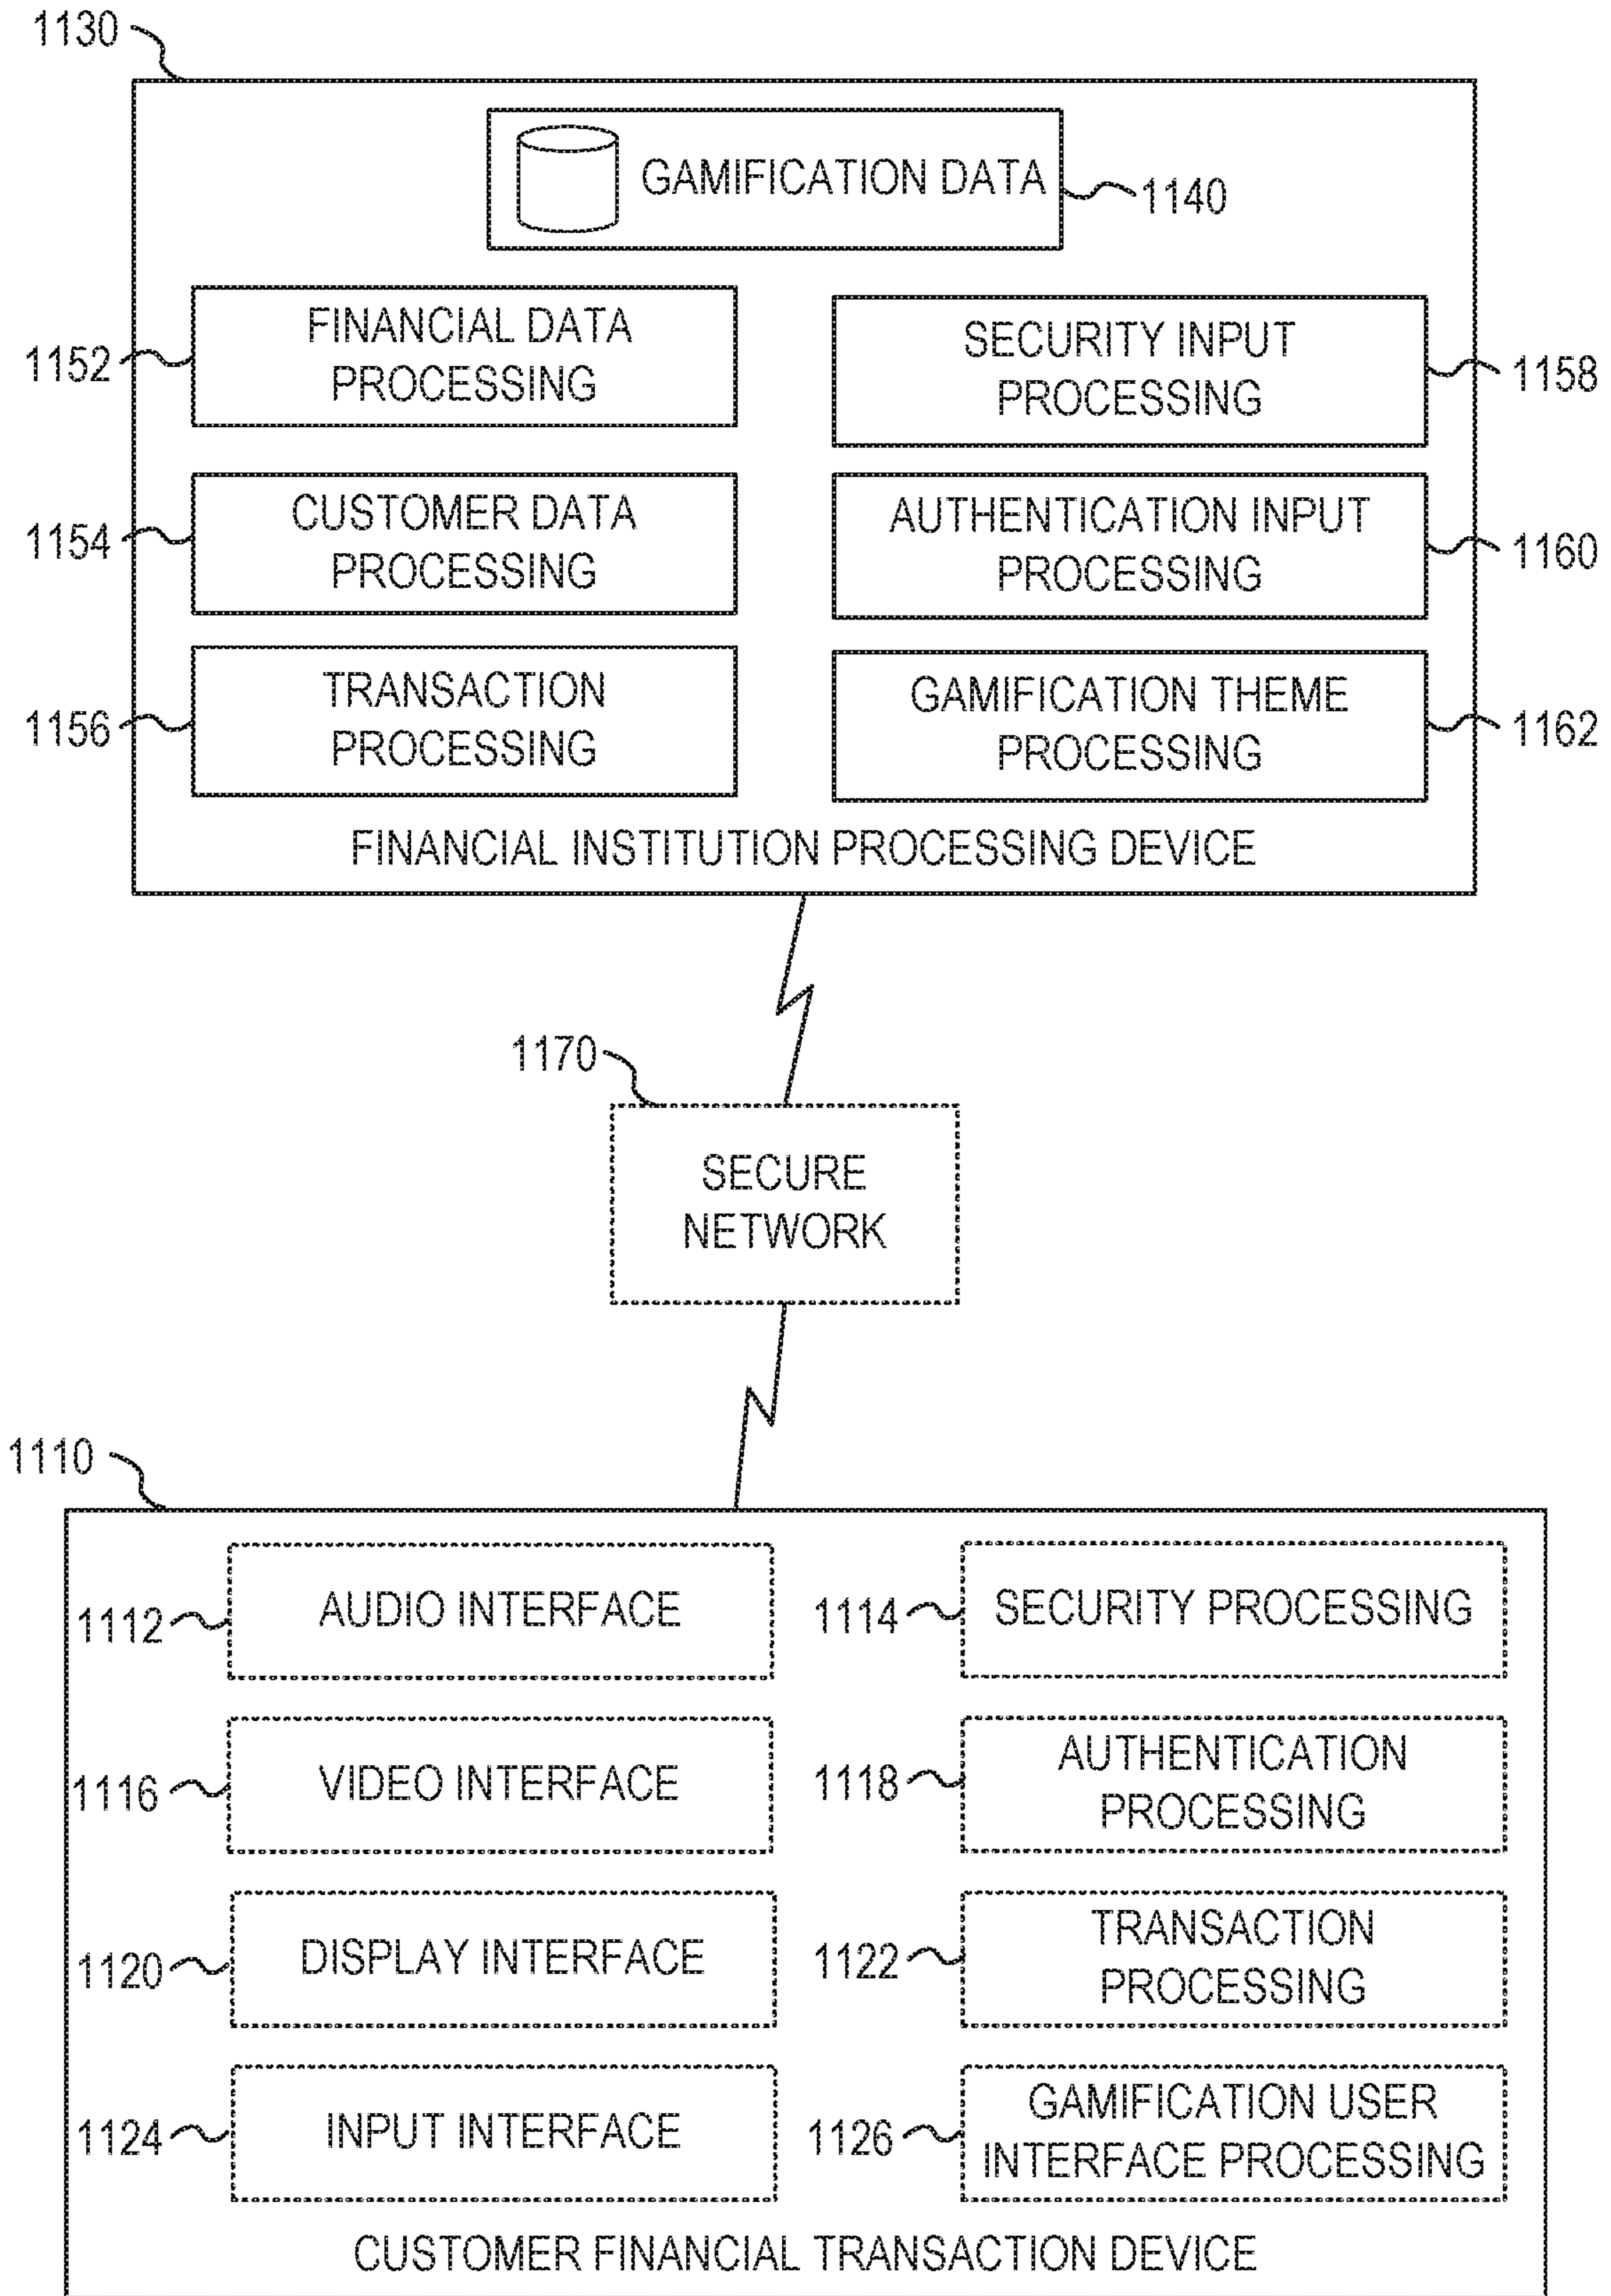 1130
GAMIFICATION DATA
1140
FINANCIAL DATA
PROCESSING
1152
SECURITY INPUT
PROCESSING
1158
CUSTOMER DATA
PROCESSING
1154
AUTHENTICATION INPUT
PROCESSING
1160
TRANSACTION
PROCESSING
1156
GAMIFICATION THEME
PROCESSING
1162
FINANCIAL INSTITUTION PROCESSING DEVICE
1170
SECURE
NETWORK
1110
AUDIO INTERFACE
1112
SECURITY PROCESSING
1114
VIDEO INTERFACE
1116
AUTHENTICATION
PROCESSING
1118
DISPLAY INTERFACE
1120
TRANSACTION
PROCESSING
1122
INPUT INTERFACE
1124
GAMIFICATION USER
INTERFACE PROCESSING
1126
CUSTOMER FINANCIAL TRANSACTION DEVICE